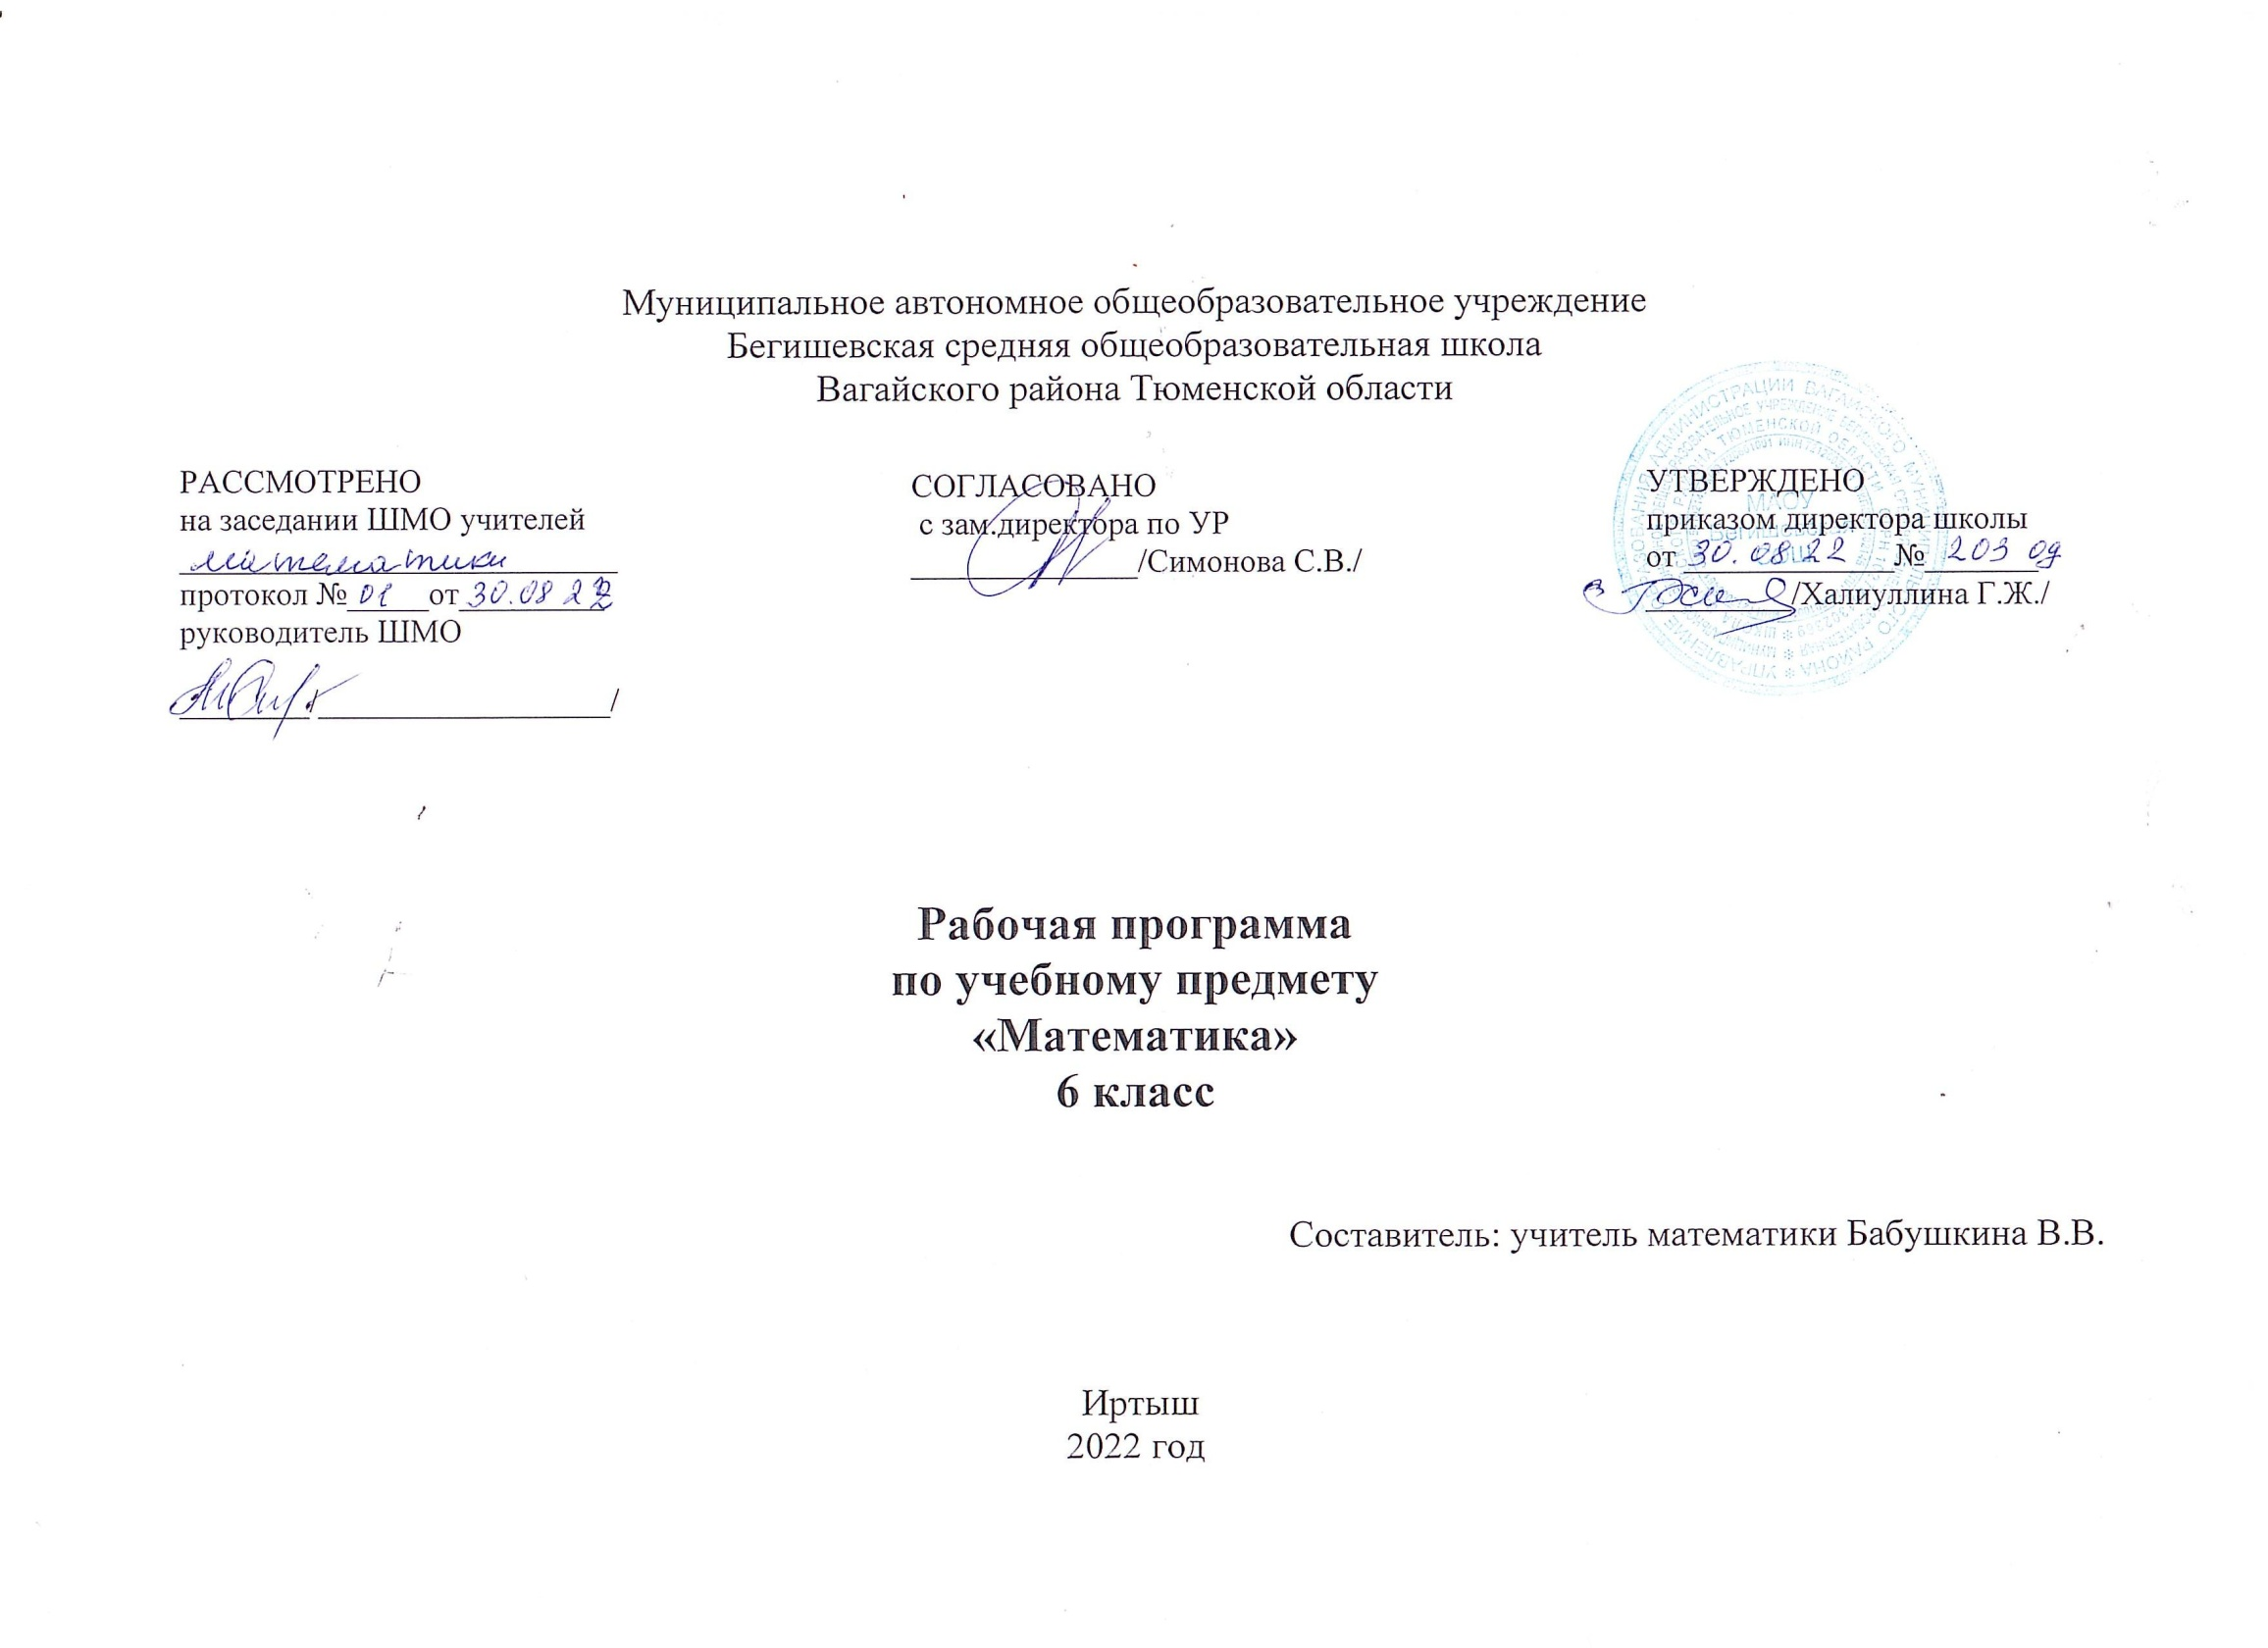 Муниципальное автономное общеобразовательное учреждение
Бегишевская средняя общеобразовательная школа
Вагайского района Тюменской области
РАССМОТРЕНО
на заседании ШМО учителей
математики
протокол № 01 от 30.08 22
руководитель ШМО
/ /
СОГЛАСОВАНО
с зам.директора по УР
/Симонова С.В./
УТВЕРЖДЕНО
приказом директора школы
от 30.08 22 № 203 од
/Халиуллина Г.Ж./
МАОУ
Рабочая программа
по учебному предмету
«Математика»
6 класс
Составитель: учитель математики Бабушкина В.В.
Иртыш
2022 год